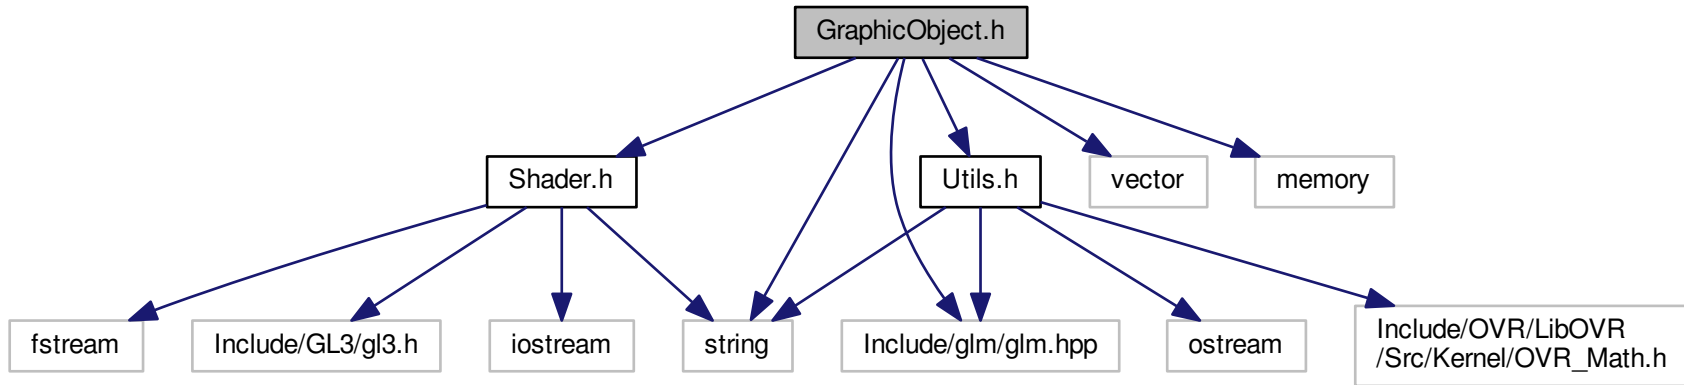 GraphicObject.h
Shader.h
Utils.h
vector
memory
fstream
Include/GL3/gl3.h
iostream
string
Include/glm/glm.hpp
ostream
Include/OVR/LibOVR
/Src/Kernel/OVR_Math.h